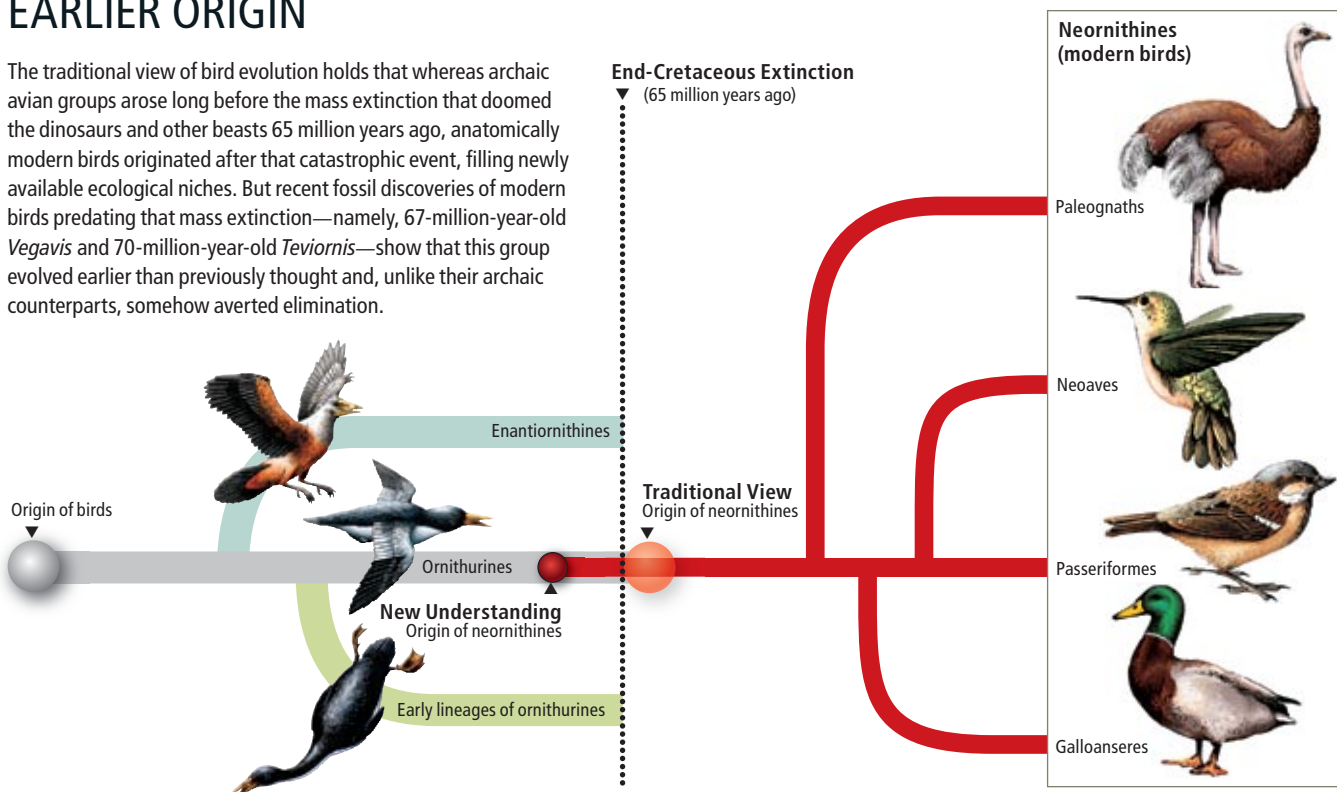 EARLIER ORIGIN
The traditional view of bird evolution holds that whereas archaic
avian groups arose long before the mass extinction that doomed
the dinosaurs and other beasts 65 million years ago, anatomically
modern birds originated after that catastrophic event, filling newly
available ecological niches. But recent fossil discoveries of modern
birds predating that mass extinction—namely, 67-million-year-old
Vegavis and 70-million-year-old Teviornis—show that this group
evolved earlier than previously thought and, unlike their archaic
counterparts, somehow averted elimination.
End-Cretaceous Extinction
(65 million years ago)
Neornithines
(modern birds)
Paleognaths
Neoaves
Enantiornithines
Origin of birds
Traditional View
Origin of neornithines
Ornithurines
Passeriformes
New Understanding
Origin of neornithines
Early lineages of ornithurines
Galloanseres